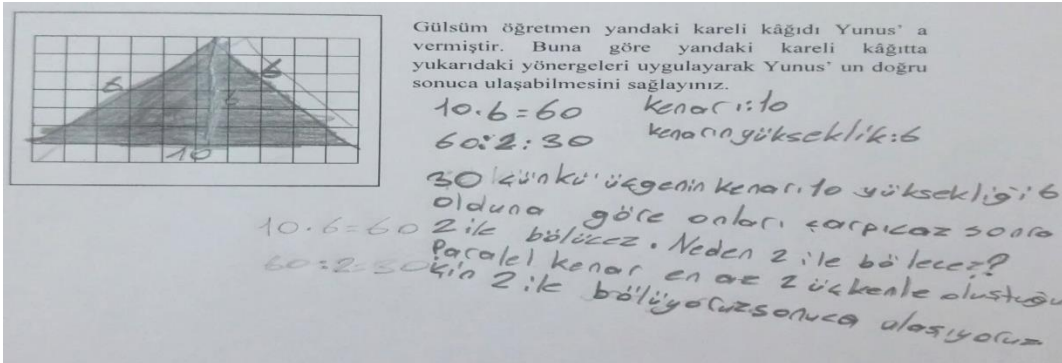 Gülsüm öğretmen yandaki kareli kâğıdı Yunus' a
vermiştir. Buna göre yandaki kareli kâğıtta
yukarıdaki yönergeleri uygulayarak Yunus' un doğru
sonuca ulaşabilmesini sağlayınız.
6
6
6
10
10.6=60 kenarı:10
60:2:30 kenarın yükseklik:6
30 çünkü üçgenin kenarı 10 yüksekliği 6
olduna göre onları çarpıcaz sonra
10.6=60 2 ile bölücez. Neden 2 ile bölecez?
60:2=30 Paralel kenar en az 2 üçkenle oluştuğu
için 2 ile bölüyoruz sonuca ulaşıyoruz